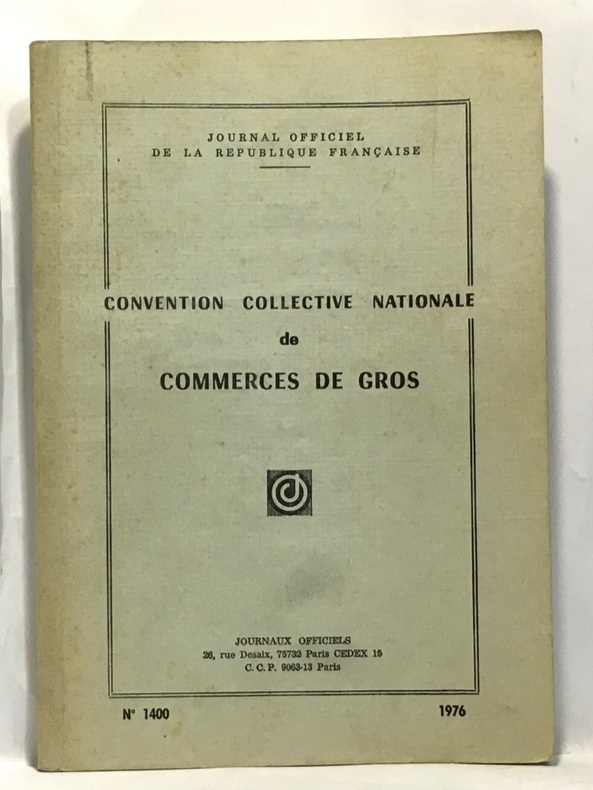 JOURNAL OFFICIEL
DE LA REPUBLIQUE FRANÇAISE
CONVENTION COLLECTIVE NATIONALE
de
COMMERCES DE GROS
JOURNAUX OFFICIELS
26, rue Desaix, 75732 Paris CEDEX 15
C. C. P. 9063-13 Paris
N° 1400 1976